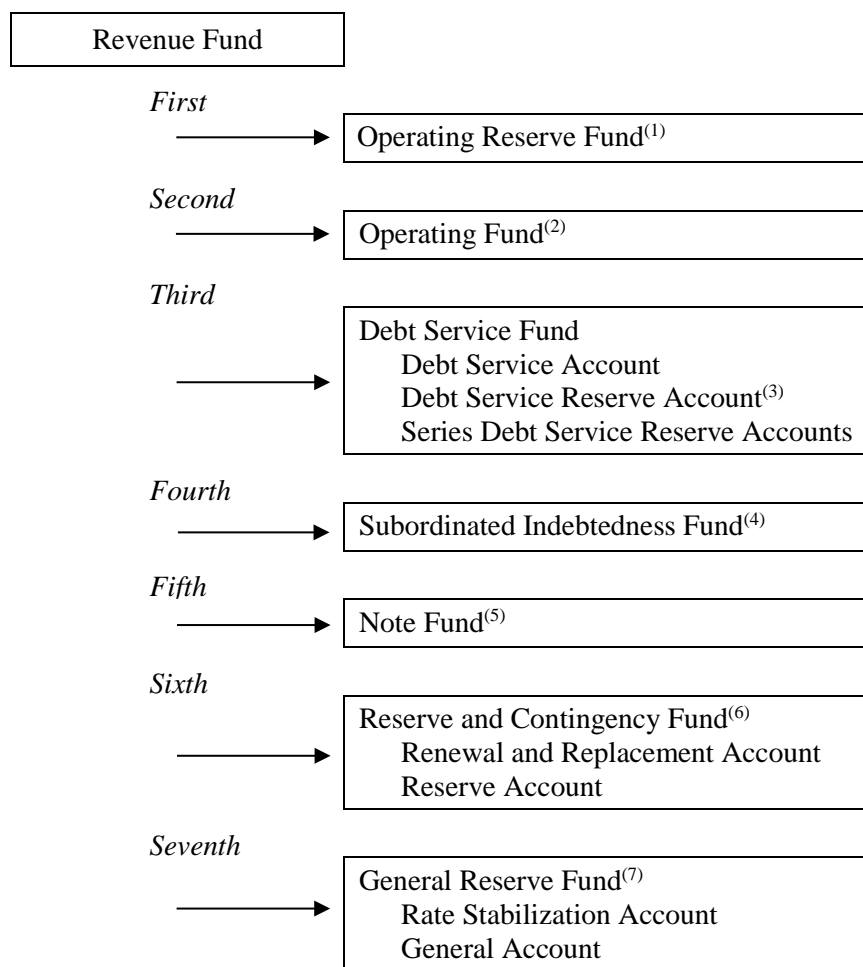 Revenue Fund
First
Operating Reserve Fund(1)
Second
Operating Fund(2)
Third
Debt Service Fund
Debt Service Account
Debt Service Reserve Account(3)
Series Debt Service Reserve Accounts
Fourth
Subordinated Indebtedness Fund(4)
Fifth
Note Fund(5)
Sixth
Reserve and Contingency Fund(6)
Renewal and Replacement Account
Reserve Account
Seventh
General Reserve Fund(7)
Rate Stabilization Account
General Account